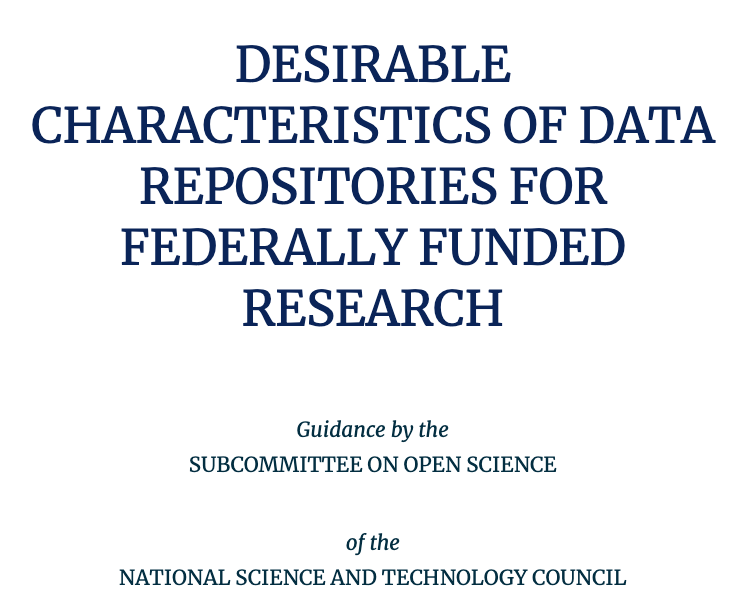 DESIRABLE
CHARACTERISTICS OF DATA
REPOSITORIES FOR
FEDERALLY FUNDED
RESEARCH
Guidance by the
SUBCOMMITTEE ON OPEN SCIENCE
of the
NATIONAL SCIENCE AND TECHNOLOGY COUNCIL